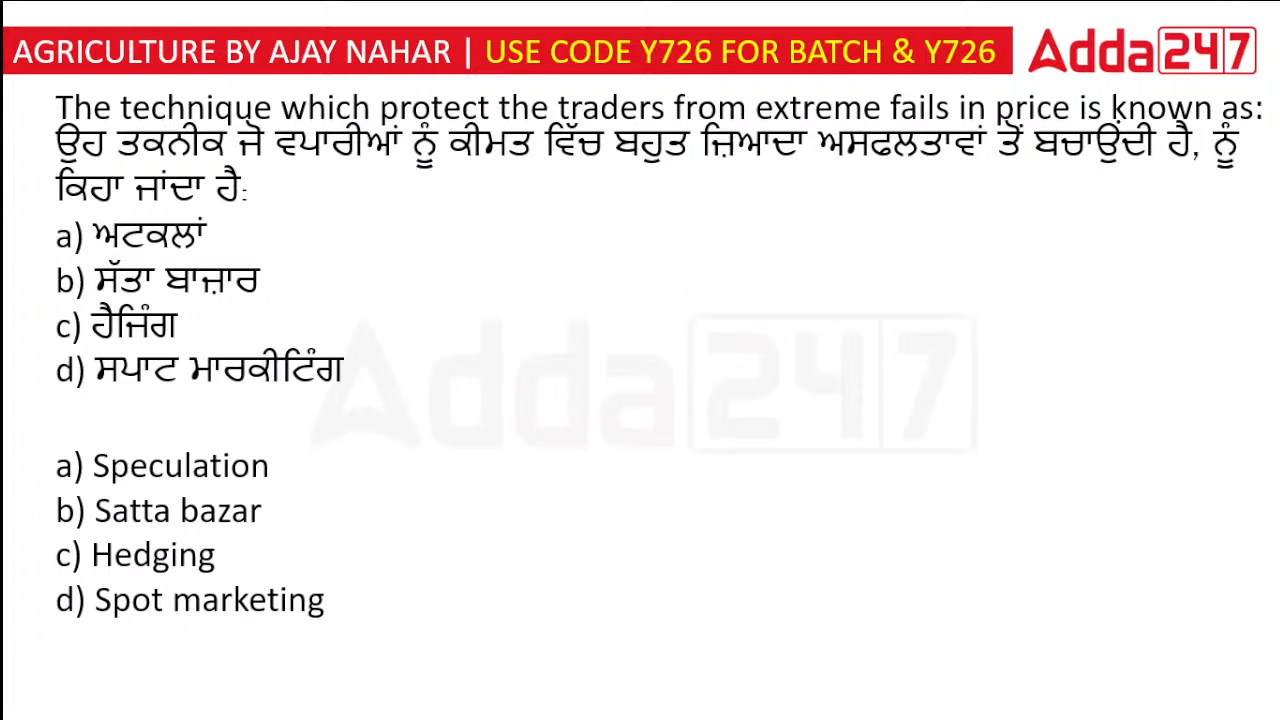 AGRICULTURE BY AJAY NAHAR | USE CODE Y726 FOR BATCH & Y726
Adda247
The technique which protect the traders from extreme fails in price is known as:
ਉਹ ਤਕਨੀਕ ਜੋ ਵਪਾਰੀਆਂ ਨੂੰ ਕੀਮਤ ਵਿੱਚ ਬਹੁਤ ਜ਼ਿਆਦਾ ਅਸਫਲਤਾਵਾਂ ਤੋਂ ਬਚਾਉਂਦੀ ਹੈ, ਨੂੰ
ਕਿਹਾ ਜਾਂਦਾ ਹੈ:
a) ਅਟਕਲਾਂ
b) ਸੱਤਾ ਬਾਜ਼ਾਰ
c) ਹੈਜਿੰਗ
d) ਸਪਾਟ ਮਾਰਕੀਟਿੰਗ
Adda247
a) Speculation
b) Satta bazar
c) Hedging
d) Spot marketing